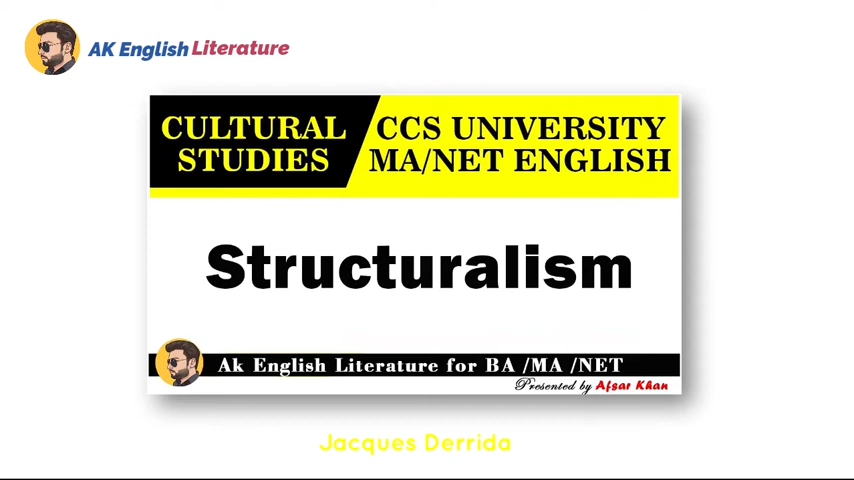 AK English Literature
CULTURAL STUDIES
CCS UNIVERSITY
MA/NET ENGLISH
Structuralism
Ak English Literature for BA /MA /NET
Presented by Afsar Khan
Jacques Derrida